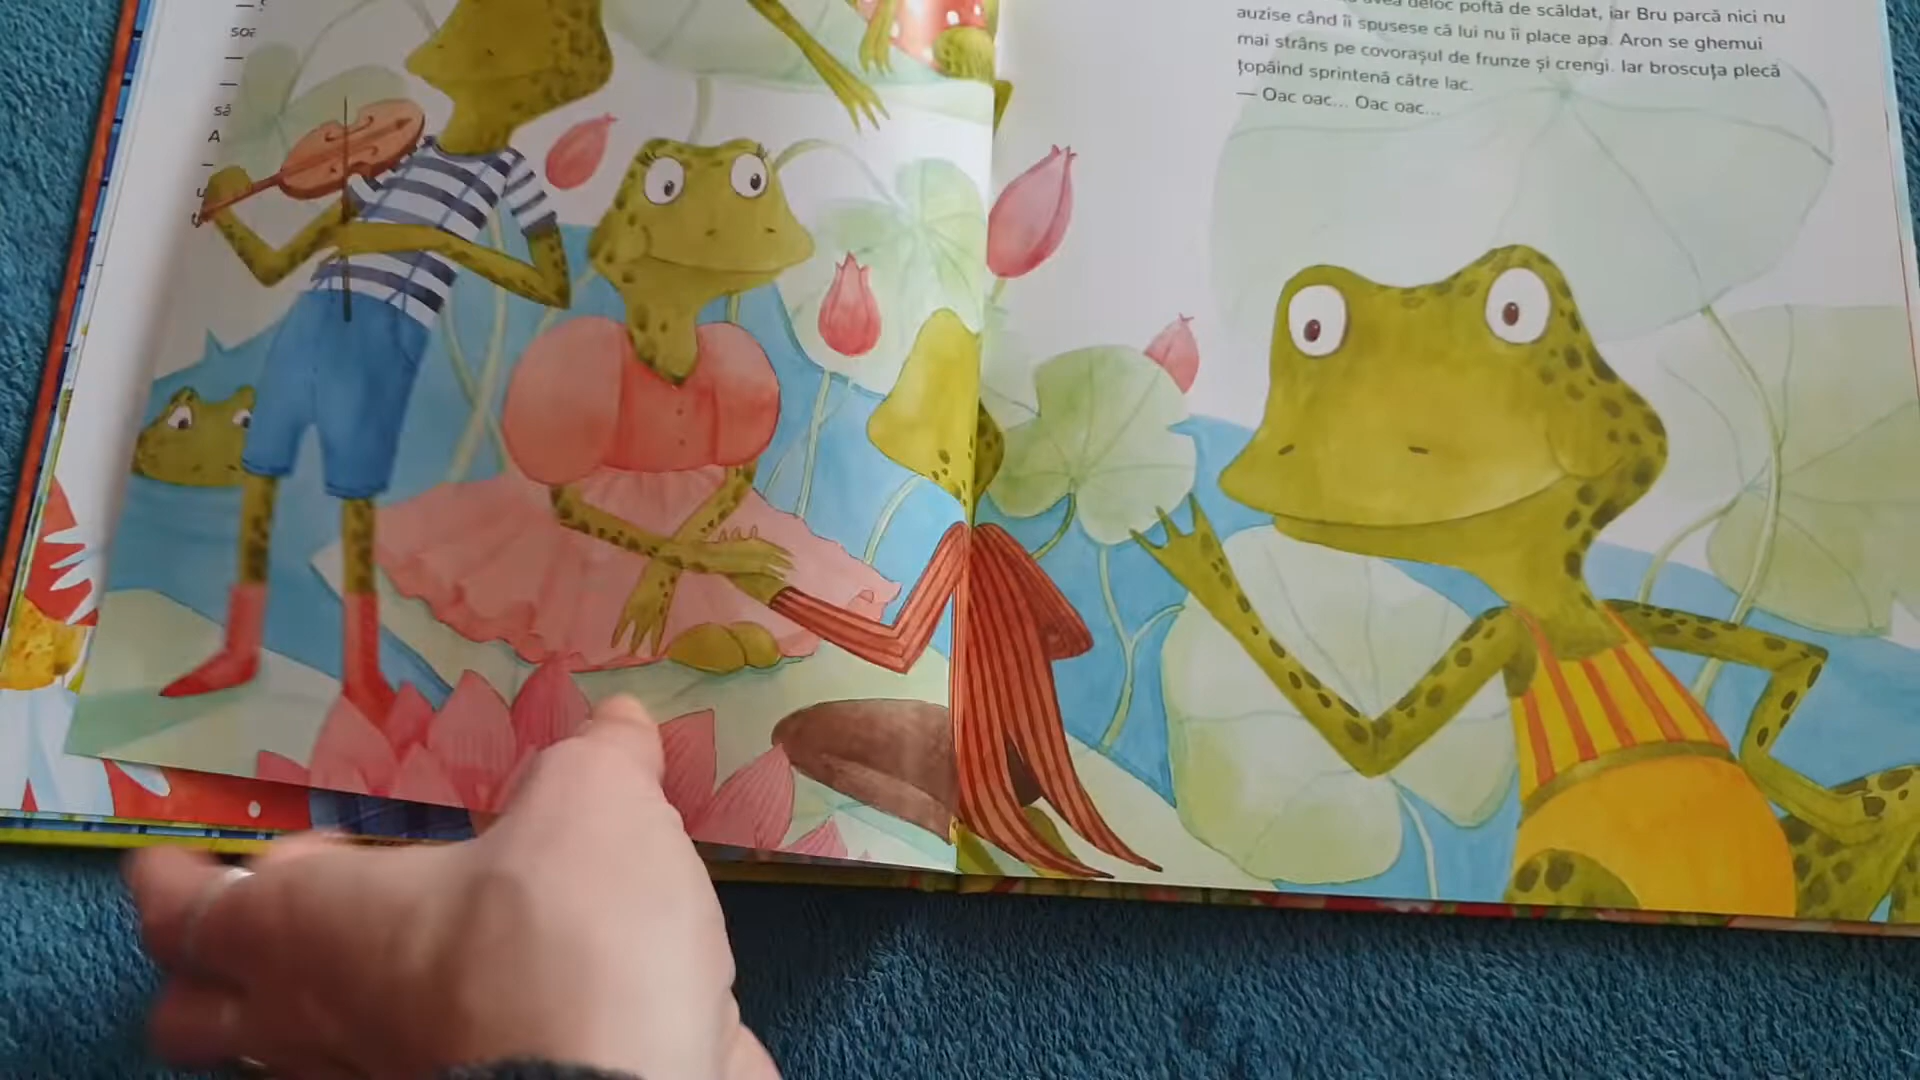 soa
—
—
să
A
—
deloc poftă de scăldat, iar Bru parcă nici nu
auzise când îi spusese că lui nu îi place apa. Aron se ghemui
mai strâns pe covorașul de frunze și crengi. Iar broscuța plecă
țopăind sprintenă către lac.
— Oac oac... Oac oac...